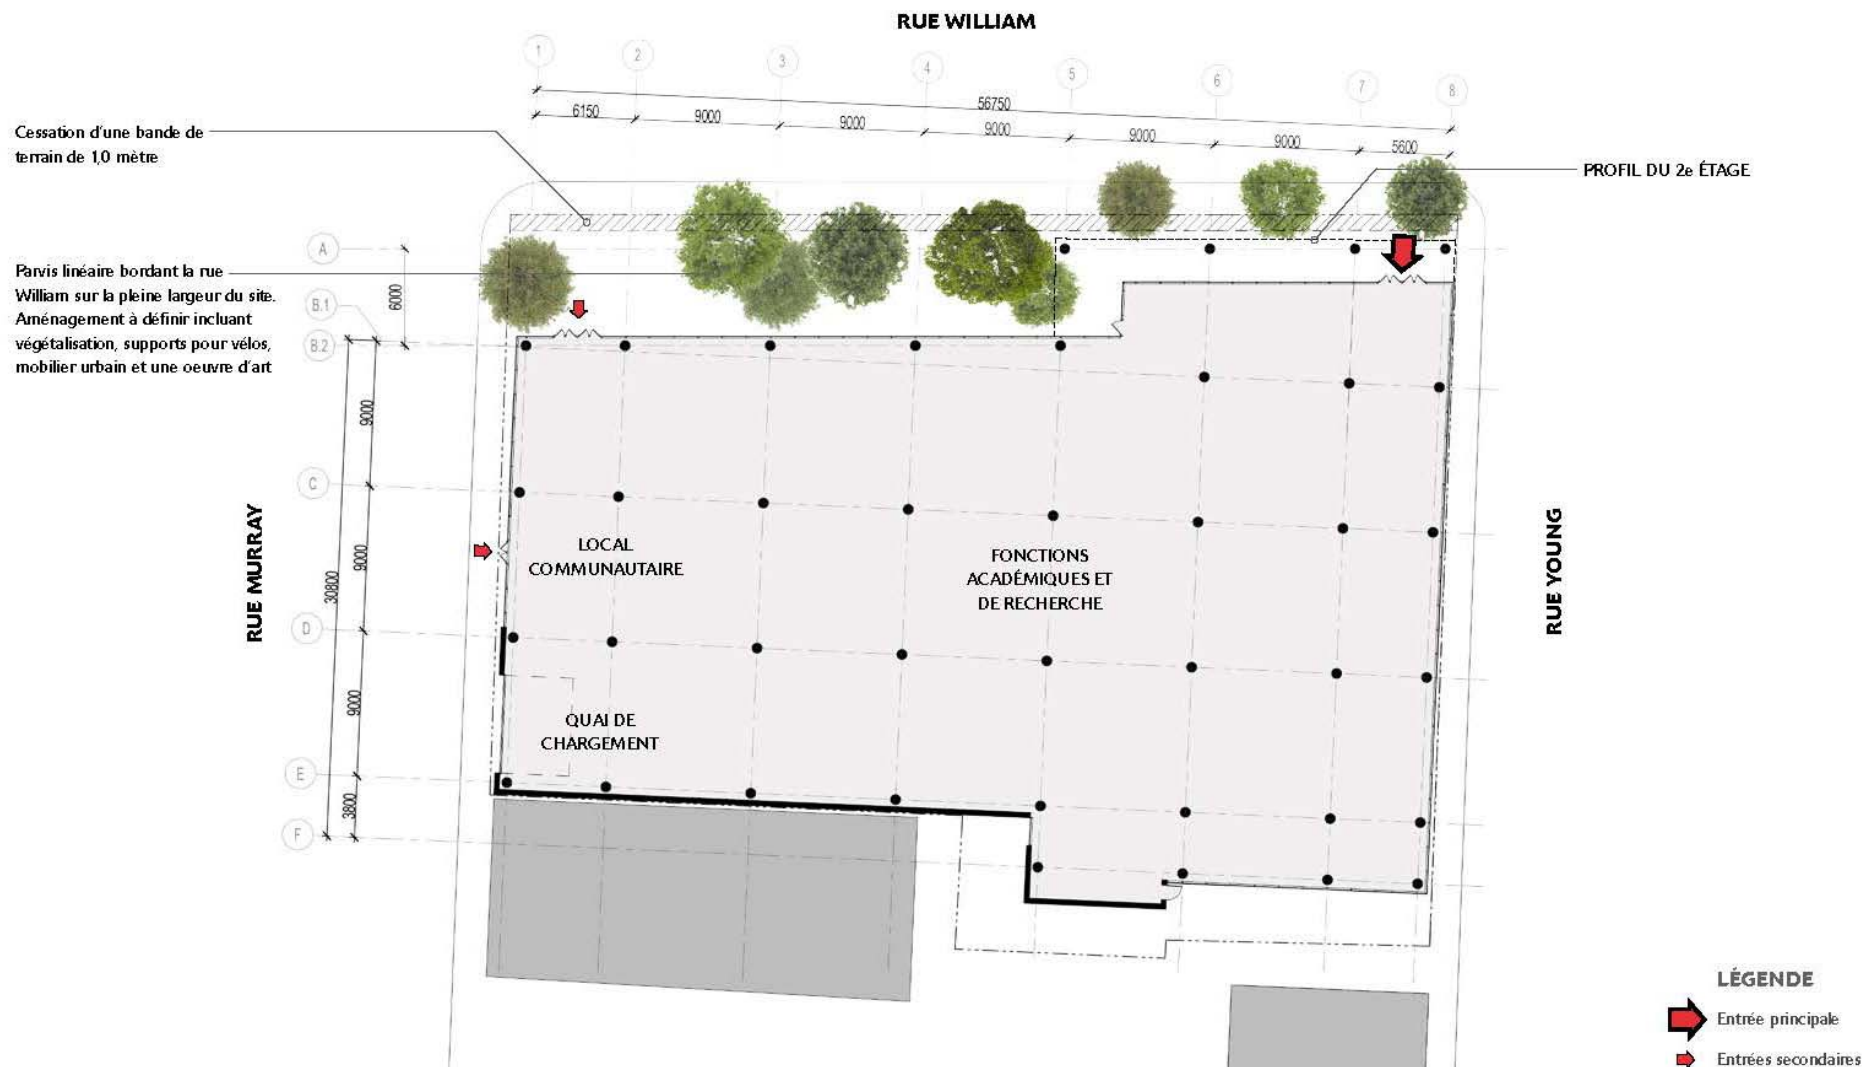 RUE WILLIAM
1
2
3
4
5
6
7
8
56750
6150
9000
9000
9000
9000
9000
5600
Cessation d'une bande de
terrain de 1,0 mètre
PROFIL DU 2e ÉTAGE
Parvis linéaire bordant la rue
William sur la pleine largeur du site.
Aménagement à définir incluant
végétalisation, supports pour vélos,
mobilier urbain et une oeuvre d'art
A
B.1
B.2
C
D
E
F
6000
9000
9000
9000
3800
30800
RUE MURRAY
LOCAL
COMMUNAUTAIRE
FONCTIONS
ACADÉMIQUES ET
DE RECHERCHE
QUAI DE
CHARGEMENT
RUE YOUNG
LÉGENDE
Entrée principale
Entrées secondaires